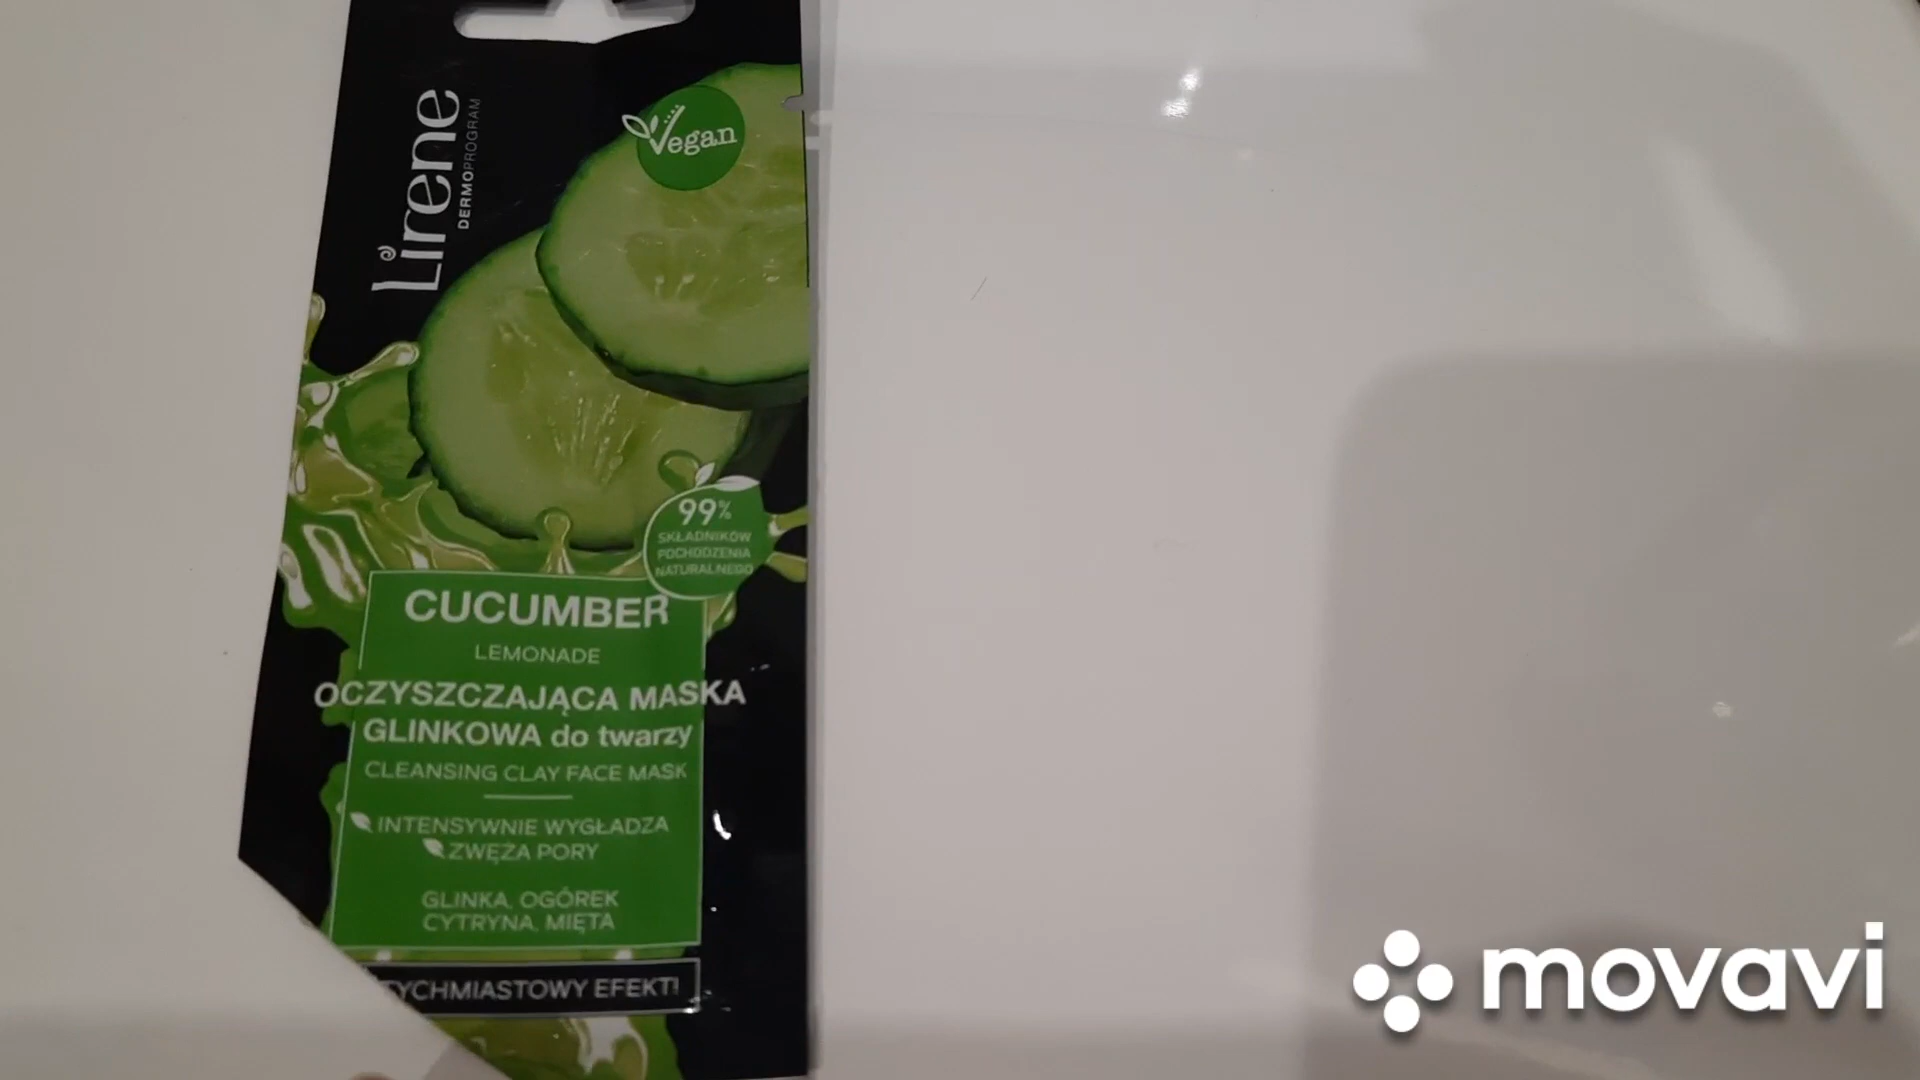 Lirene
DERMOPROGRAM
Vegan
99%
SKŁADNIKÓW
POCHODZENIA
NATURALNEGO
CUCUMBER
LEMONADE
OCZYSZCZAJĄCA MASKA
GLINKOWA do twarzy
CLEANSING CLAY FACE MASK
INTENSYWNIE WYGŁADZA
ZWĘŻA PORY
GLINKA, OGÓREK
CYTRYNA, MIĘTA
TYCHMIASTOWY EFEKT!
movavi